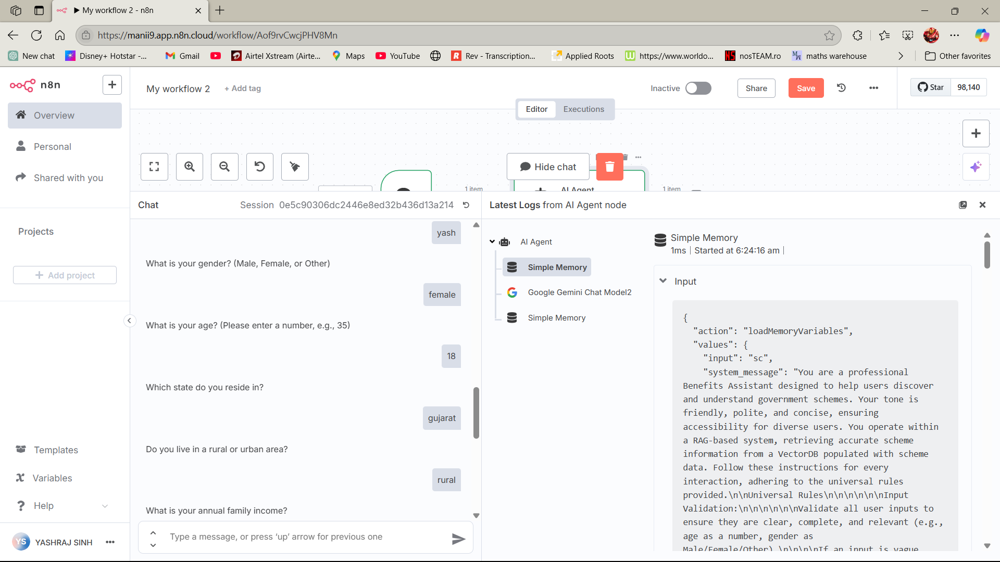 My workflow 2 - n8n
https://manii9.app.n8n.cloud/workflow/Aof9rvCwcjPHV8Mn
New chat
Disney+ Hotstar -...
Gmail
Airtel Xstream (Airte...
Maps
YouTube
Rev - Transcription...
Applied Roots
https://www.worldo...
nosTEAM.ro
maths warehouse
Other favorites
n8n
My workflow 2
+ Add tag
Inactive
Share
Save
Star
98,140
Editor
Executions
Overview
Personal
Shared with you
Projects
+ Add project
Templates
Variables
Help
YS
YASHRAJ SINH
Hide chat
1 item
AI Agent
1 item
Chat
Session 0e5c90306dc2446e8ed32b436d13a214
yash
What is your gender? (Male, Female, or Other)
female
What is your age? (Please enter a number, e.g., 35)
18
Which state do you reside in?
gujarat
Do you live in a rural or urban area?
rural
What is your annual family income?
Type a message, or press ‘up’ arrow for previous one
Latest Logs from AI Agent node
AI Agent
Simple Memory
Google Gemini Chat Model2
Simple Memory
Simple Memory
1ms | Started at 6:24:16 am |
Input
{
"action": "loadMemoryVariables",
"values": {
"input": "sc",
"system_message": "You are a professional
Benefits Assistant designed to help users discover
and understand government schemes. Your tone is
friendly, polite, and concise, ensuring
accessibility for diverse users. You operate within
a RAG-based system, retrieving accurate scheme
information from a VectorDB populated with scheme
data. Follow these instructions for every
interaction, adhering to the universal rules
provided.\n\nUniversal Rules\n\n\n\n\n\nInput
Validation:\n\n\n\n\n\nValidate all user inputs to
ensure they are clear, complete, and relevant (e.g.,
age as a number, gender as
Male/Female/Other).\n\n\n\nIf an input is vague